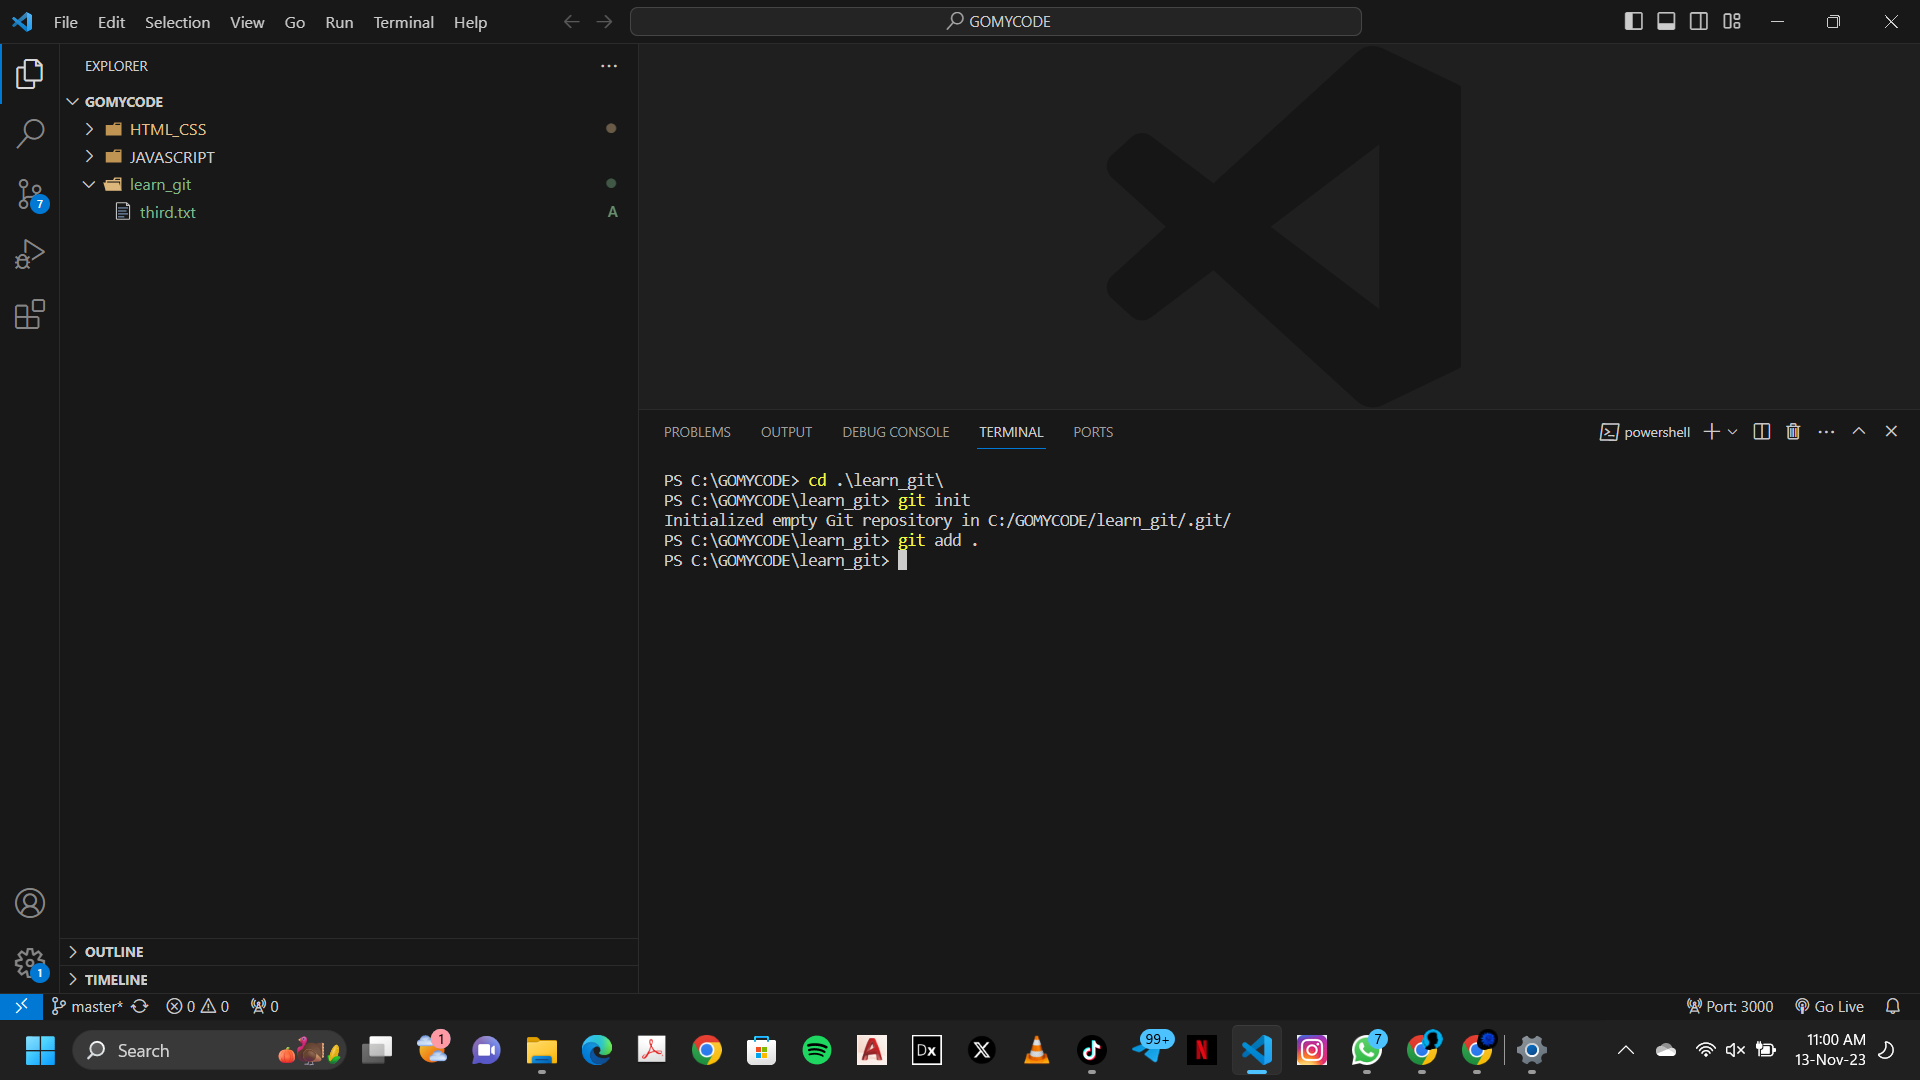 File Edit Selection View Go Run Terminal Help
GOMYCODE
EXPLORER
GOMYCODE
HTML_CSS
JAVASCRIPT
learn_git
third.txt A
7
PROBLEMS OUTPUT DEBUG CONSOLE TERMINAL PORTS
powershell
PS C:\GOMYCODE> cd .\learn_git\
PS C:\GOMYCODE\learn_git> git init
Initialized empty Git repository in C:/GOMYCODE/learn_git/.git/
PS C:\GOMYCODE\learn_git> git add .
PS C:\GOMYCODE\learn_git>
OUTLINE
1
TIMELINE
master* 0 0 0 Port: 3000 Go Live
Search 1 Dx X 99+ N 7 11:00 AM
13-Nov-23